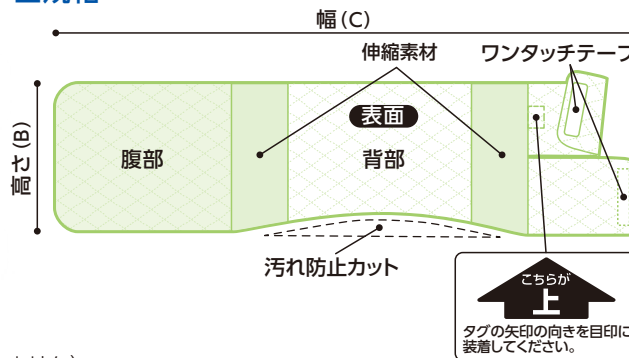 幅(C)
伸縮素材
ワンタッチテープ
高さ(B)
表面
腹部
背部
汚れ防止カット
こちらが
上
タグの矢印の向きを目印に
装着してください。